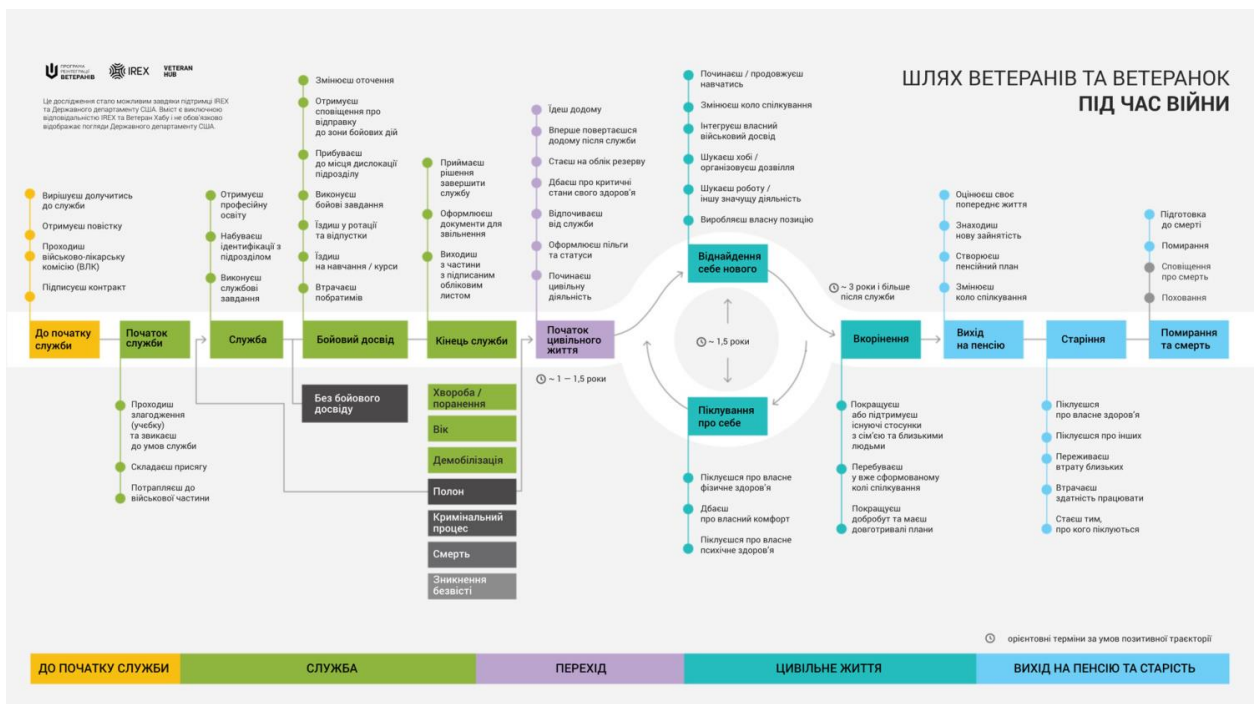 ПРОГРАМА
РЕІНТЕГРАЦІЇ
ВЕТЕРАНІВ
IREX
VETERAN
HUB
Це дослідження стало можливим завдяки підтримці IREX
та Державного департаменту США. Вміст є виключною
відповідальністю IREX та Ветеран Хабу і не обов'язково
відображає погляди Державного департаменту США.
ШЛЯХ ВЕТЕРАНІВ ТА ВЕТЕРАНОК
ПІД ЧАС ВІЙНИ
Вирішуєш долучитись
до служби
Отримуєш повістку
Проходиш
військово-лікарську
комісію (ВЛК)
Підписуєш контракт
До початку
служби
Початок
служби
Проходиш
злагодження
(учебку)
та звикаєш
до умов служби
Складаєш присягу
Потрапляєш до
військової частини
Отримуєш
професійну
освіту
Набуваєш
ідентифікації з
підрозділом
Виконуєш
службові
завдання
Служба
Змінюєш оточення
Отримуєш
сповіщення про
відправку
до зони бойових дій
Прибуваєш
до місця дислокації
підрозділу
Виконуєш
бойові завдання
Їздиш у ротації
та відпустки
Їздиш
на навчання / курси
Втрачаєш
побратимів
Бойовий досвід
Без бойового
досвіду
Приймаєш
рішення
завершити
службу
Оформлюєш
документи для
звільнення
Виходиш
з частини
з підписаним
обліковим
листом
Кінець служби
Хвороба /
поранення
Вік
Демобілізація
Полон
Кримінальний
процес
Смерть
Зникнення
безвісті
Їдеш додому
Вперше повертаєшся
додому після служби
Стаєш на облік резерву
Дбаєш про критичні
стани свого здоров'я
Відпочиваєш
від служби
Оформлюєш пільги
та статуси
Починаєш
цивільну
діяльність
Початок
цивільного
життя
~ 1 — 1,5 роки
Починаєш / продовжуєш
навчатись
Змінюєш коло спілкування
Інтегруєш власний
військовий досвід
Шукаєш хобі /
організовуєш дозвілля
Шукаєш роботу /
іншу значущу діяльність
Виробляєш власну позицію
Віднайдення
себе нового
~ 1,5 роки
Піклування
про себе
Піклуєшся про власне
фізичне здоров'я
Дбаєш
про власний комфорт
Піклуєшся про власне
психічне здоров'я
~ 3 роки і більше
після служби
Вкорінення
Покращуєш
або підтримуєш
існуючі стосунки
з сім'єю та близькими
людьми
Перебуваєш
у вже сформованому
колі спілкування
Покращуєш
добробут та маєш
довготривалі плани
Оцінюєш своє
попереднє життя
Знаходиш
нову зайнятість
Створюєш
пенсійний план
Змінюєш
коло спілкування
Вихід
на пенсію
Старіння
Піклуєшся
про власне здоров'я
Піклуєшся про інших
Переживаєш
втрату близьких
Втрачаєш
здатність працювати
Стаєш тим,
про кого піклуються
Підготовка
до смерті
Помирання
Сповіщення
про смерть
Поховання
Помирання
та смерть
орієнтовні терміни за умов позитивної траєкторії
ДО ПОЧАТКУ СЛУЖБИ
СЛУЖБА
ПЕРЕХІД
ЦИВІЛЬНЕ ЖИТТЯ
ВИХІД НА ПЕНСІЮ ТА СТАРІСТЬ